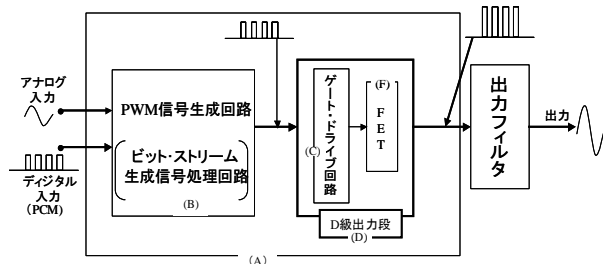 アナログ
入力
ディジタル
入力
(PCM)
PWM信号生成回路
ビット・ストリーム
生成信号処理回路
(B)
ゲート・ドライブ回路
(C)
(F)
FET
D級出力段
(D)
(A)
出力フィルタ
出力